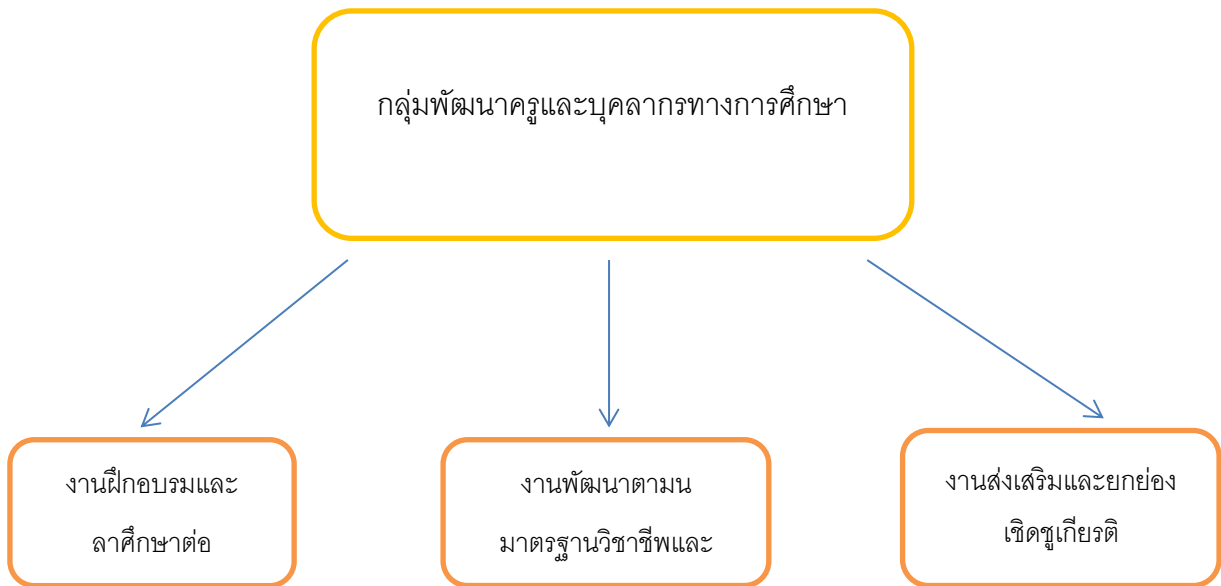 กลุ่มพัฒนาครูและบุคลากรทางการศึกษา
งานฝึกอบรมและ
ลาศึกษาต่อ
งานพัฒนาตามน
มาตรฐานวิชาชีพและ
งานส่งเสริมและยกย่อง
เชิดชูเกียรติ